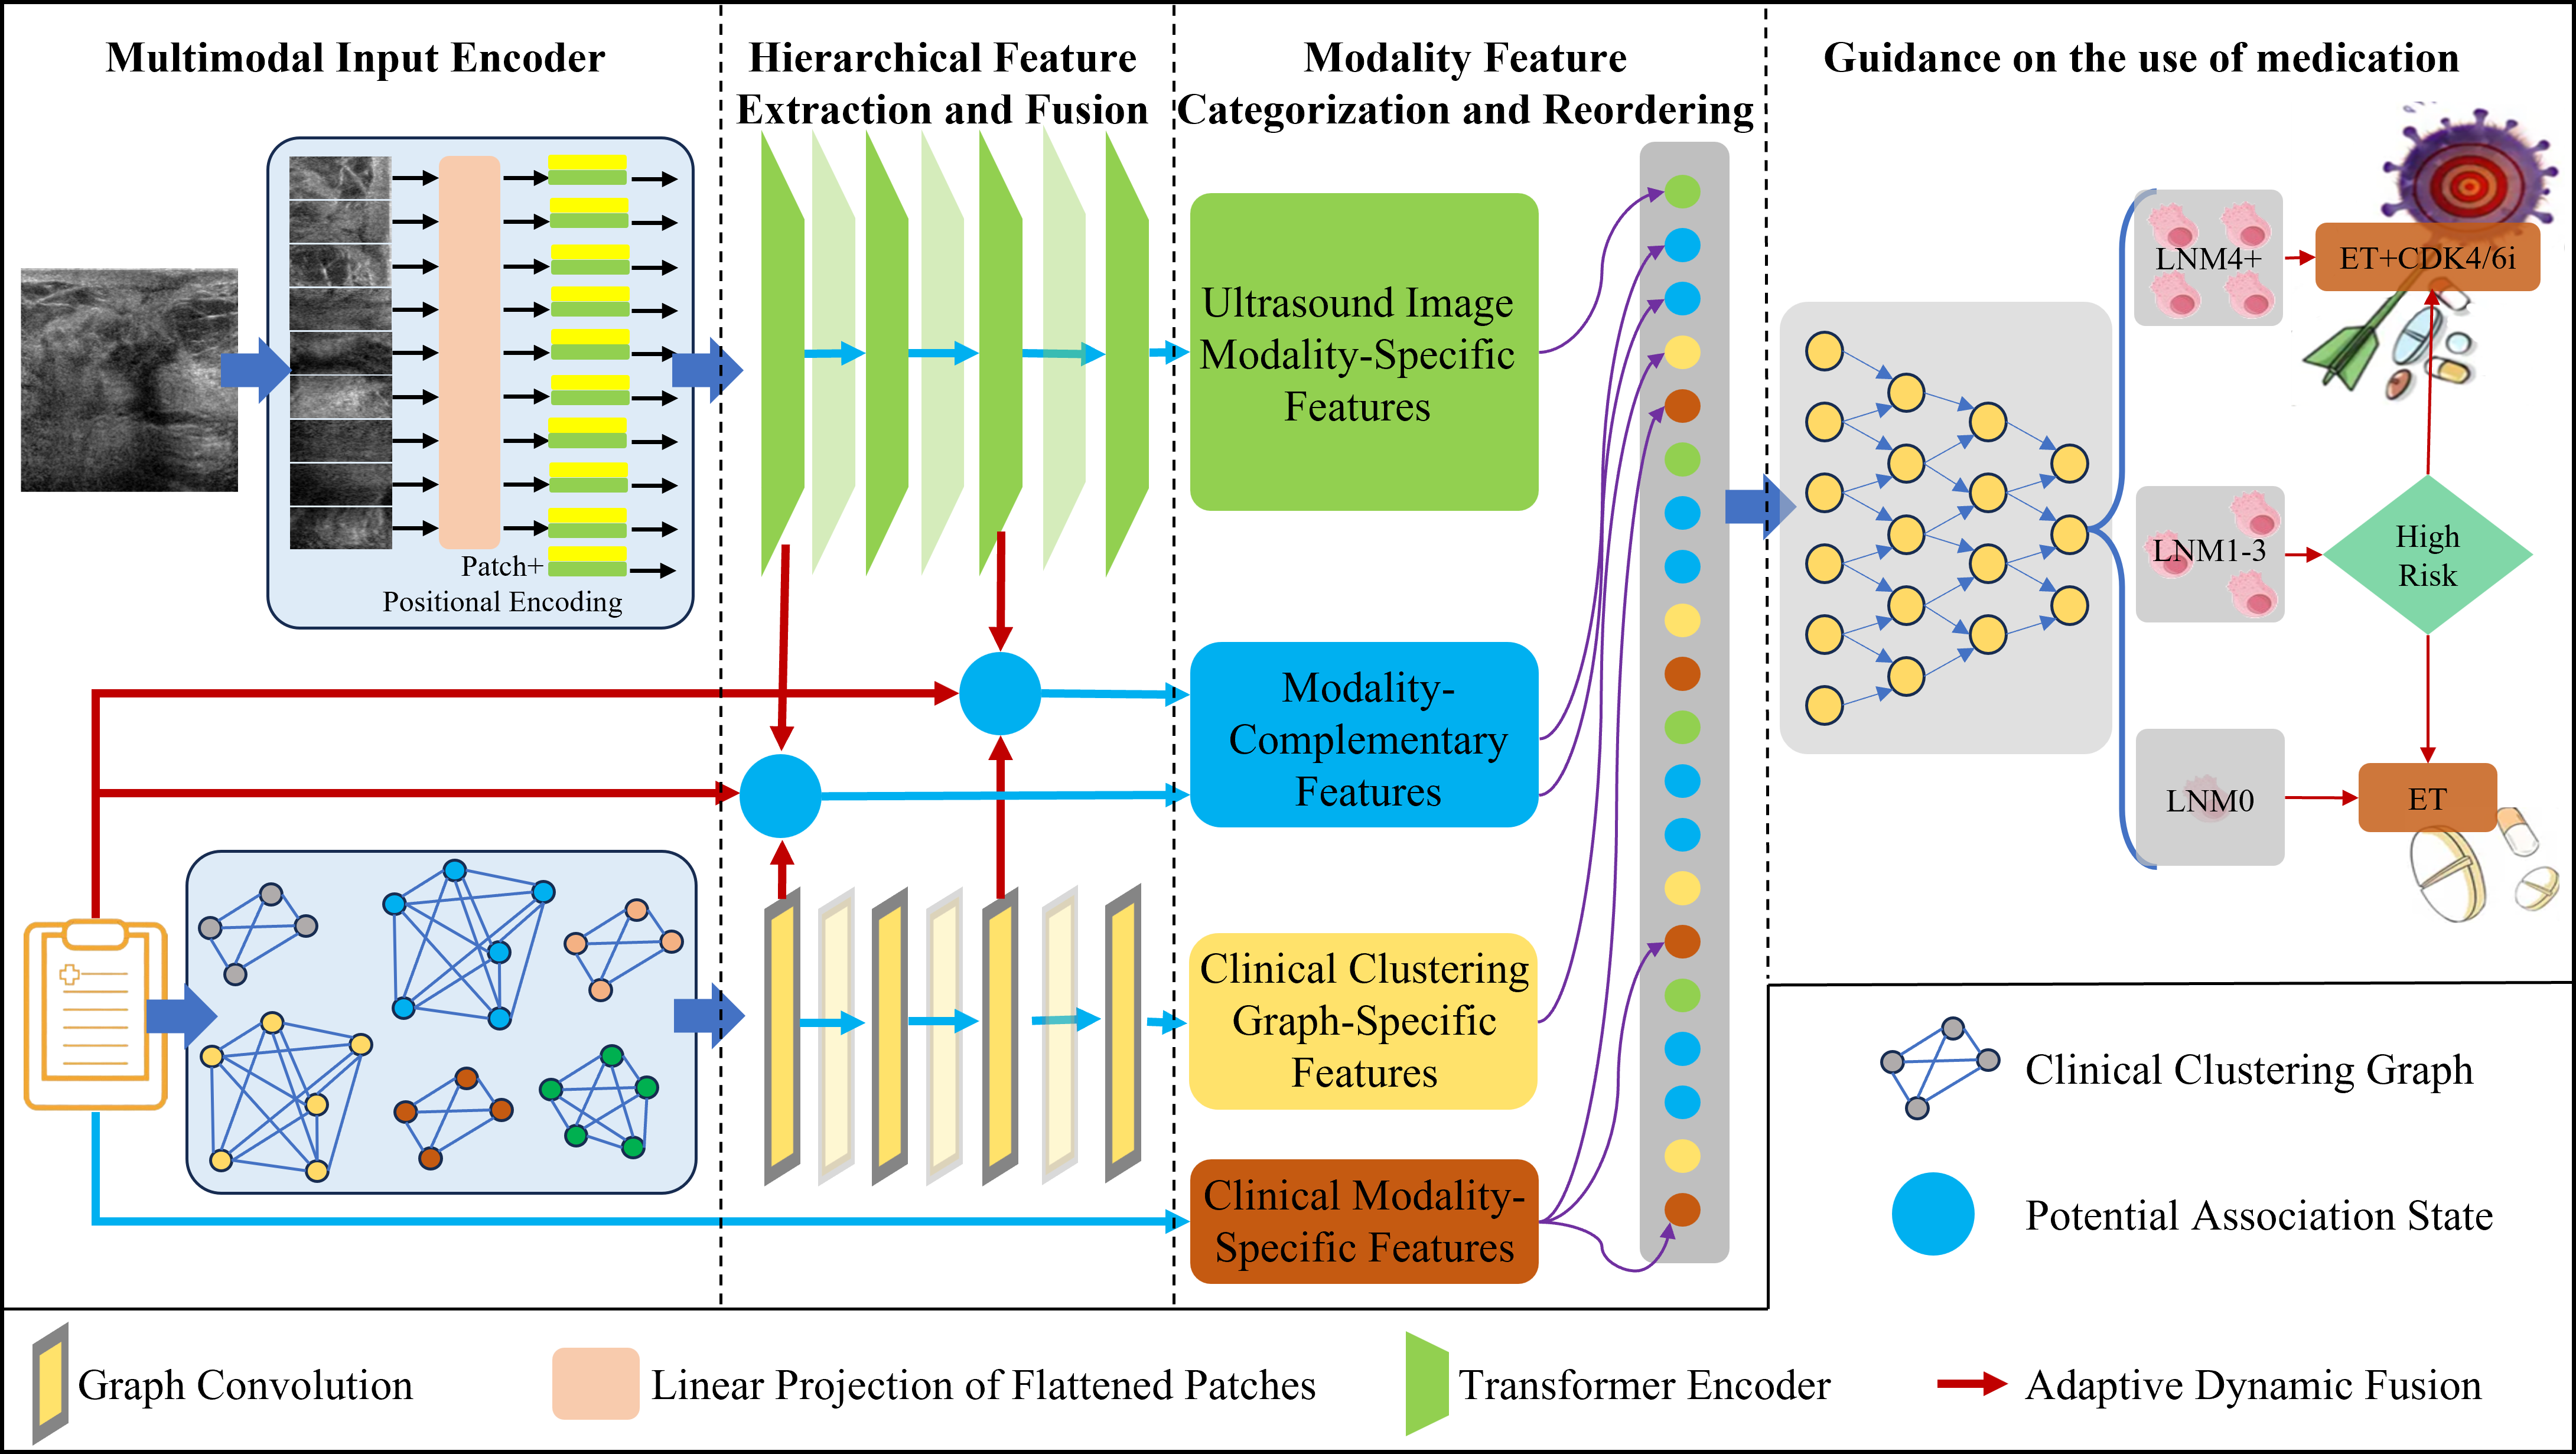 Multimodal Input Encoder
Hierarchical Feature
Extraction and Fusion
Modality Feature
Categorization and Reordering
Guidance on the use of medication
Patch+
Positional Encoding
Ultrasound Image
Modality-Specific
Features
Modality-
Complementary
Features
Clinical Clustering
Graph-Specific
Features
Clinical Modality-
Specific Features
LNM4+
ET+CDK4/6i
LNM1-3
High
Risk
LNM0
ET
Clinical Clustering Graph
Potential Association State
Graph Convolution
Linear Projection of Flattened Patches
Transformer Encoder
Adaptive Dynamic Fusion